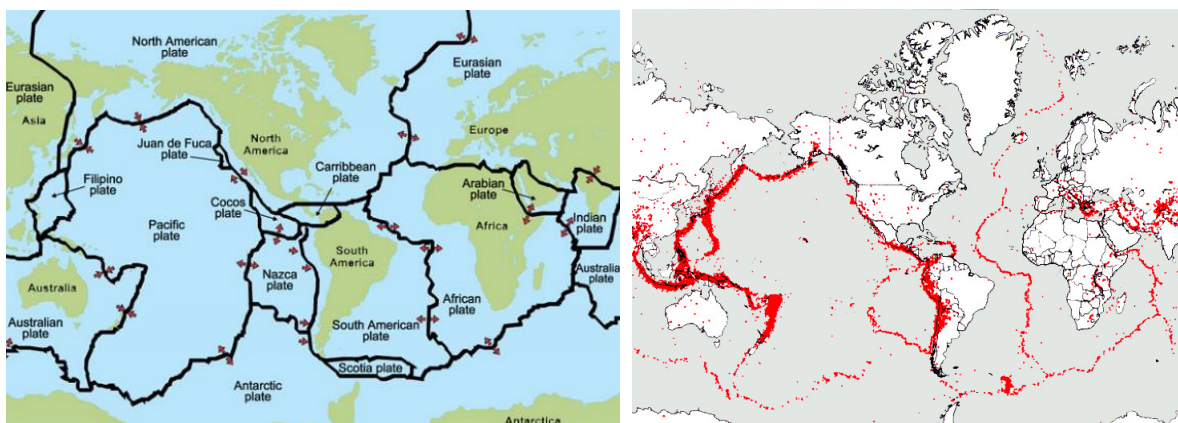 North American
plate
Eurasian
plate
Eurasian
plate
Asia
Europe
Juan de Fuca
plate
North
America
Carribbean
plate
Arabian
plate
Filipino
plate
Cocos
plate
Pacific
plate
Africa
Indian
plate
South
America
Nazca
plate
Australia
Australia
plate
African
plate
Australian
plate
South American
plate
Scotia plate
Antarctic
plate
Antarctica